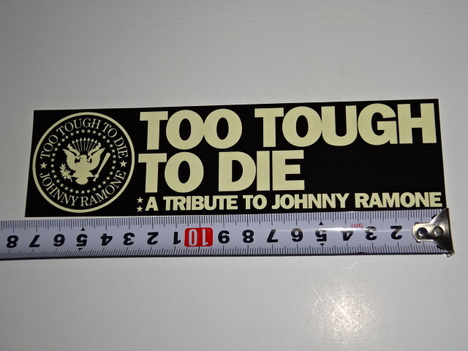 TOO TOUGH TO DIE
JOHNNY RAMONE
TOO TOUGH
TO DIE
A TRIBUTE TO JOHNNY RAMONE
8 7 6 5 4 3 2 1 10 9 8 7 6 5 4 3 2